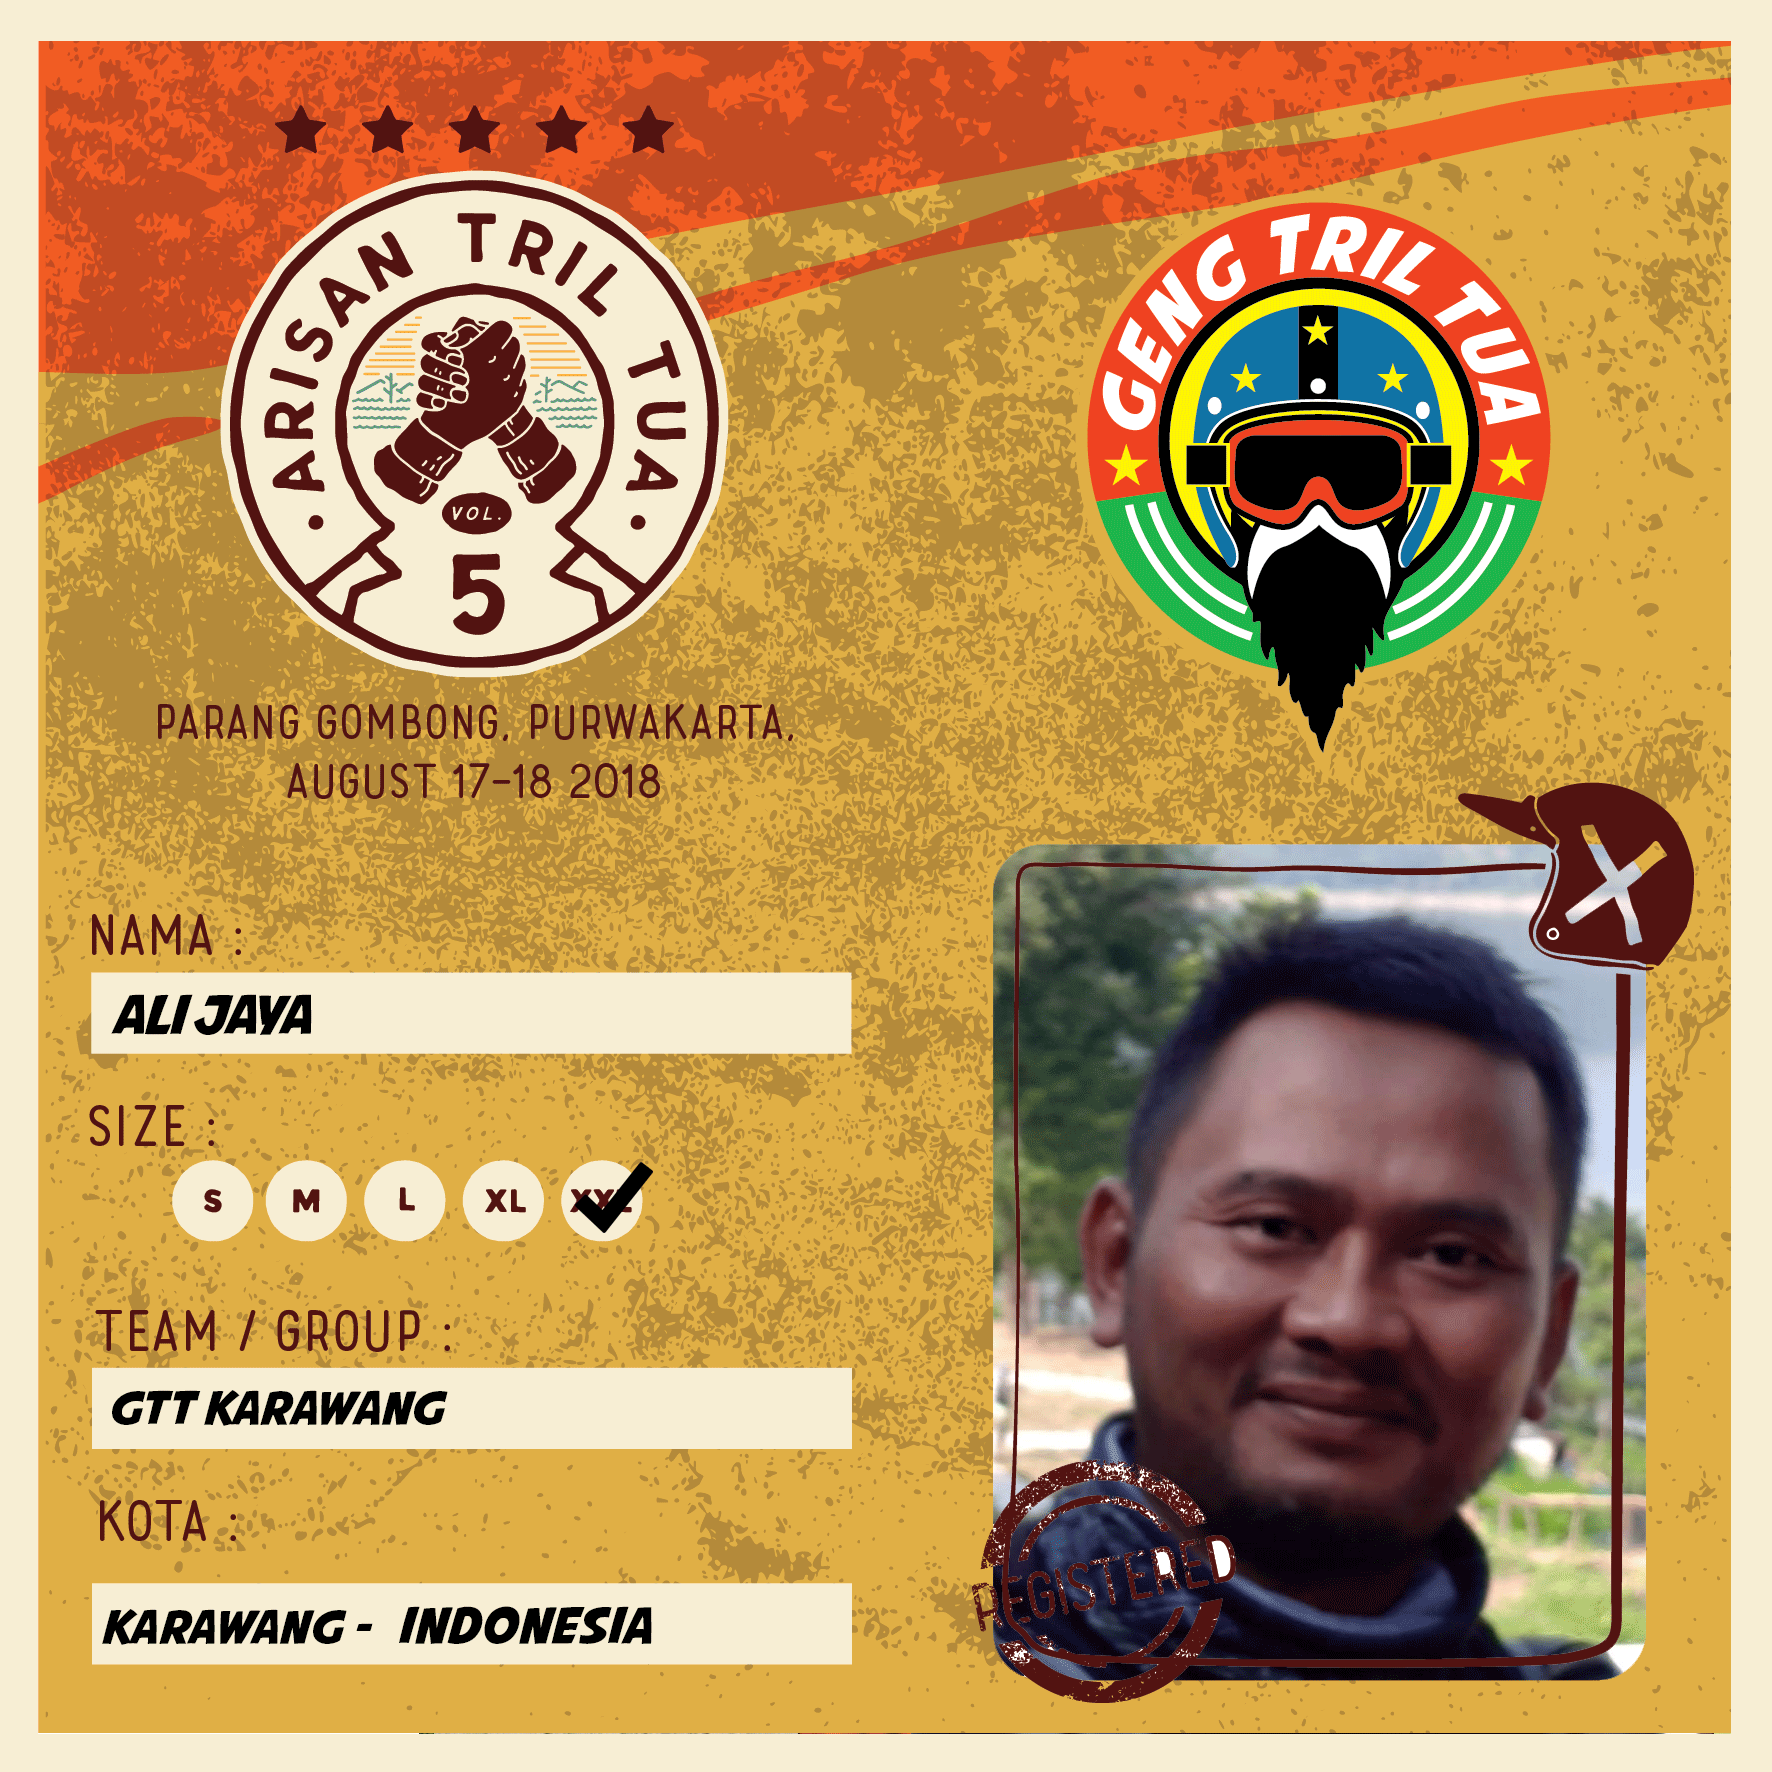 ARISAN TRIL TUA
VOL.
5
GENG TRIL TUA
PARANG GOMBONG, PURWAKARTA,
AUGUST 17-18 2018
NAMA :
ALI JAYA
SIZE :
S M L XL XXL
TEAM / GROUP :
GTT KARAWANG
KOTA :
KARAWANG - INDONESIA
REGISTERED